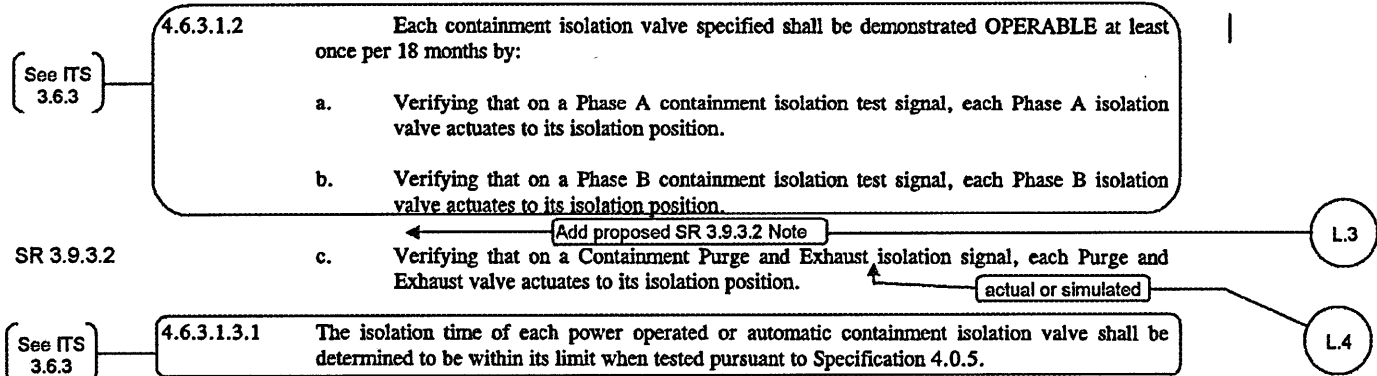 4.6.3.1.2 Each containment isolation valve specified shall be demonstrated OPERABLE at least
once per 18 months by:
See ITS
3.6.3
a. Verifying that on a Phase A containment isolation test signal, each Phase A isolation
valve actuates to its isolation position.
b. Verifying that on a Phase B containment isolation test signal, each Phase B isolation
valve actuates to its isolation position.
Add proposed SR 3.9.3.2 Note
L.3
SR 3.9.3.2 c. Verifying that on a Containment Purge and Exhaust isolation signal, each Purge and
Exhaust valve actuates to its isolation position.
actual or simulated
L.4
See ITS
3.6.3
4.6.3.1.3.1 The isolation time of each power operated or automatic containment isolation valve shall be
determined to be within its limit when tested pursuant to Specification 4.0.5.